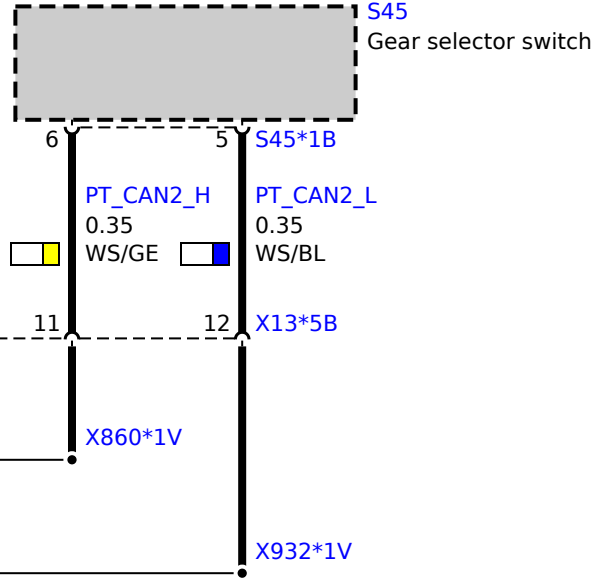 S45
Gear selector switch
6
5
S45*1B
PT_CAN2_H
0.35
WS/GE
PT_CAN2_L
0.35
WS/BL
11
12
X13*5B
X860*1V
X932*1V